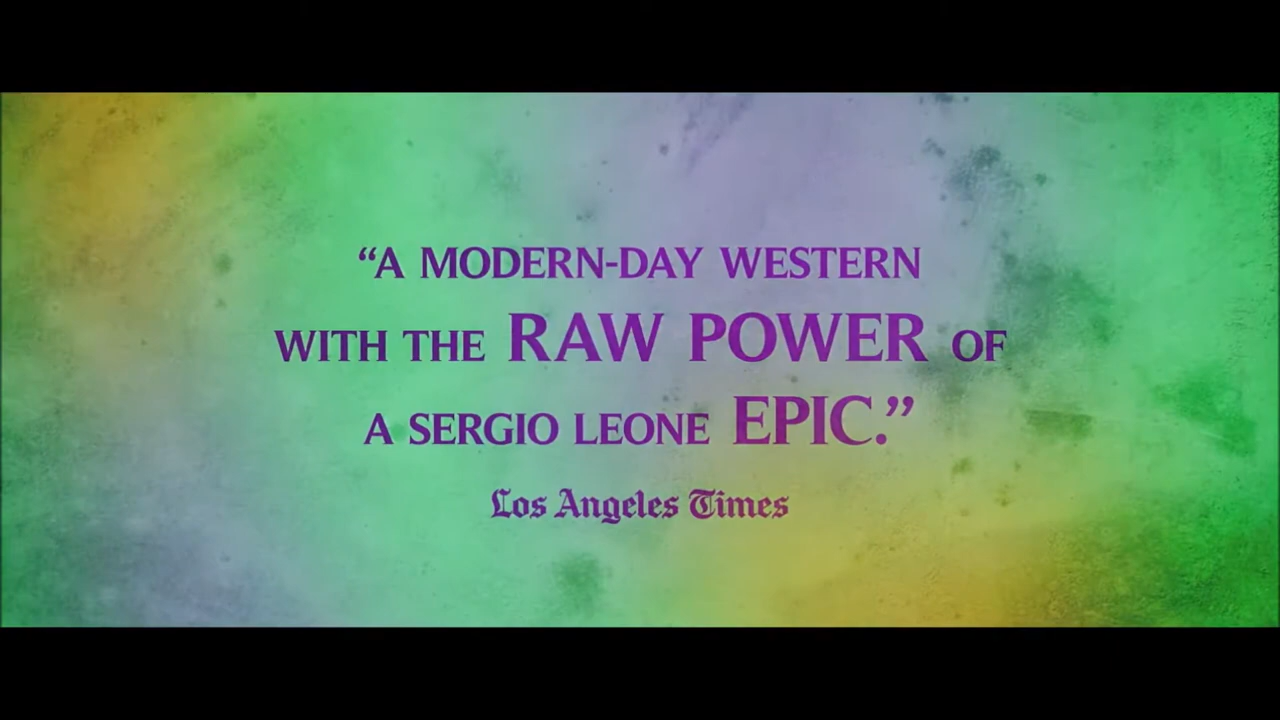 “A MODERN-DAY WESTERN
WITH THE RAW POWER OF
A SERGIO LEONE EPIC.”
Los Angeles Times